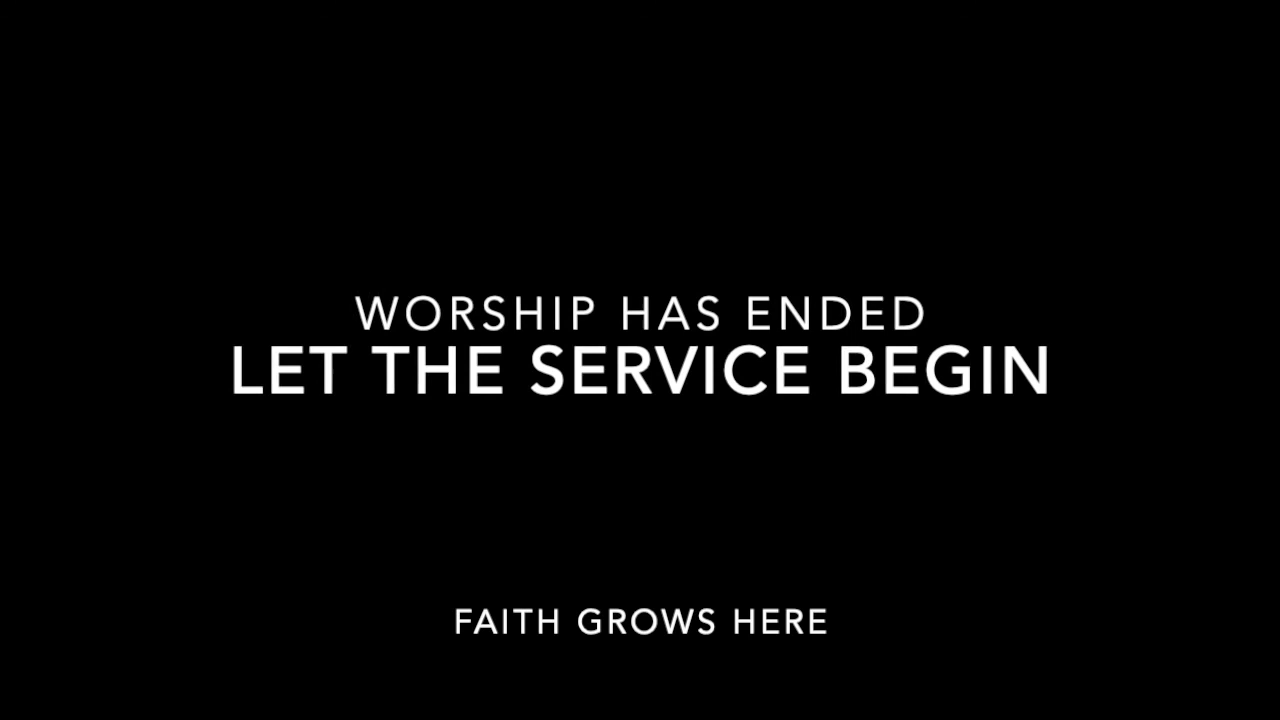 WORSHIP HAS ENDED
LET THE SERVICE BEGIN
FAITH GROWS HERE